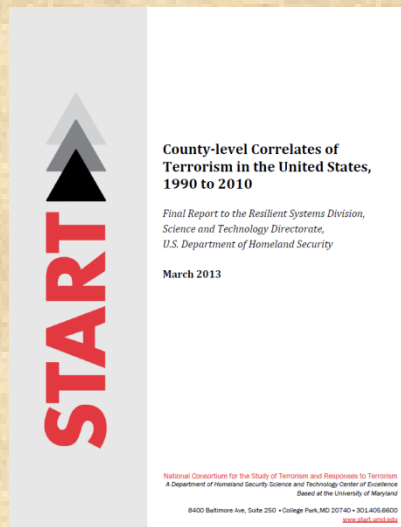 START
County-level Correlates of
Terrorism in the United States,
1990 to 2010
Final Report to the Resilient Systems Division,
Science and Technology Directorate,
U.S. Department of Homeland Security
March 2013
National Consortium for the Study of Terrorism and Responses to Terrorism
A Department of Homeland Security Science and Technology Center of Excellence
Based at the University of Maryland
8400 Baltimore Ave, Suite 250 • College Park, MD 20740 • 301.405.6600
www.start.umd.edu